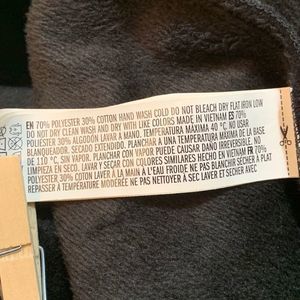 EN 70% POLYESTER 30% COTTON HAND WASH COLD DO NOT BLEACH DRY FLAT IRON LOW
DO NOT DRY CLEAN WASH AND DRY WITH LIKE COLORS MADE IN VIETNAM ES 70%
POLIESTER 30% ALGODÓN LAVAR A MANO. TEMPERATURA MÁXIMA 40 °C. NO USAR
BLANQUEADOR. SECADO EXTENDIDO. PLANCHAR A UNA TEMPERATURA MÁXIMA DE LA BASE
DE 110 °C, SIN VAPOR. PLANCHAR CON VAPOR PUEDE CAUSAR DAÑO IRREVERSIBLE. NO
LIMPIEZA EN SECO. LAVAR Y SECAR CON COLORES SIMILARES HECHO EN VIETNAM FR 70%
POLYESTER 30% COTON LAVER À LA MAIN À L'EAU FROIDE NE PAS BLANCHIR SÉCHER À PLAT
REPASSER À TEMPÉRATURE MODÉRÉE NE PAS NETTOYER À SEC LAVER ET SÉCHER AVEC